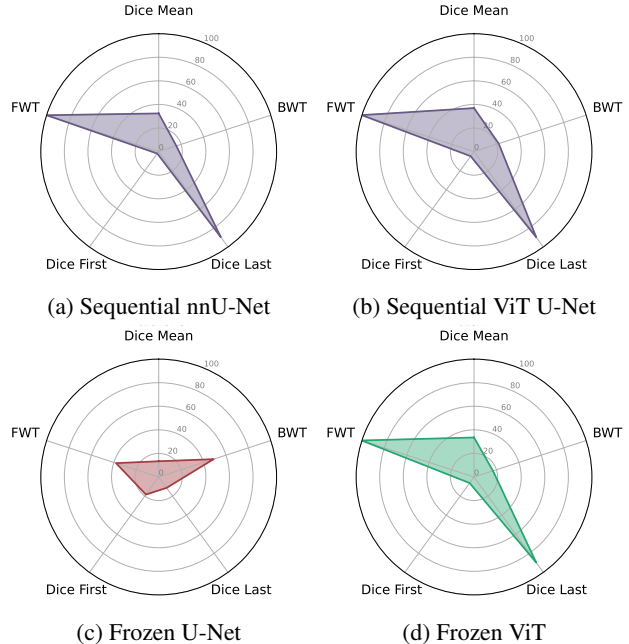 Dice Mean
Dice Mean
100
80
60
40
20
0
FWT
BWT
Dice First
Dice Last
100
80
60
40
20
0
FWT
BWT
Dice First
Dice Last
(a) Sequential nnU-Net
(b) Sequential ViT U-Net
Dice Mean
Dice Mean
100
80
60
40
20
0
FWT
BWT
Dice First
Dice Last
100
80
60
40
20
0
FWT
BWT
Dice First
Dice Last
(c) Frozen U-Net
(d) Frozen ViT